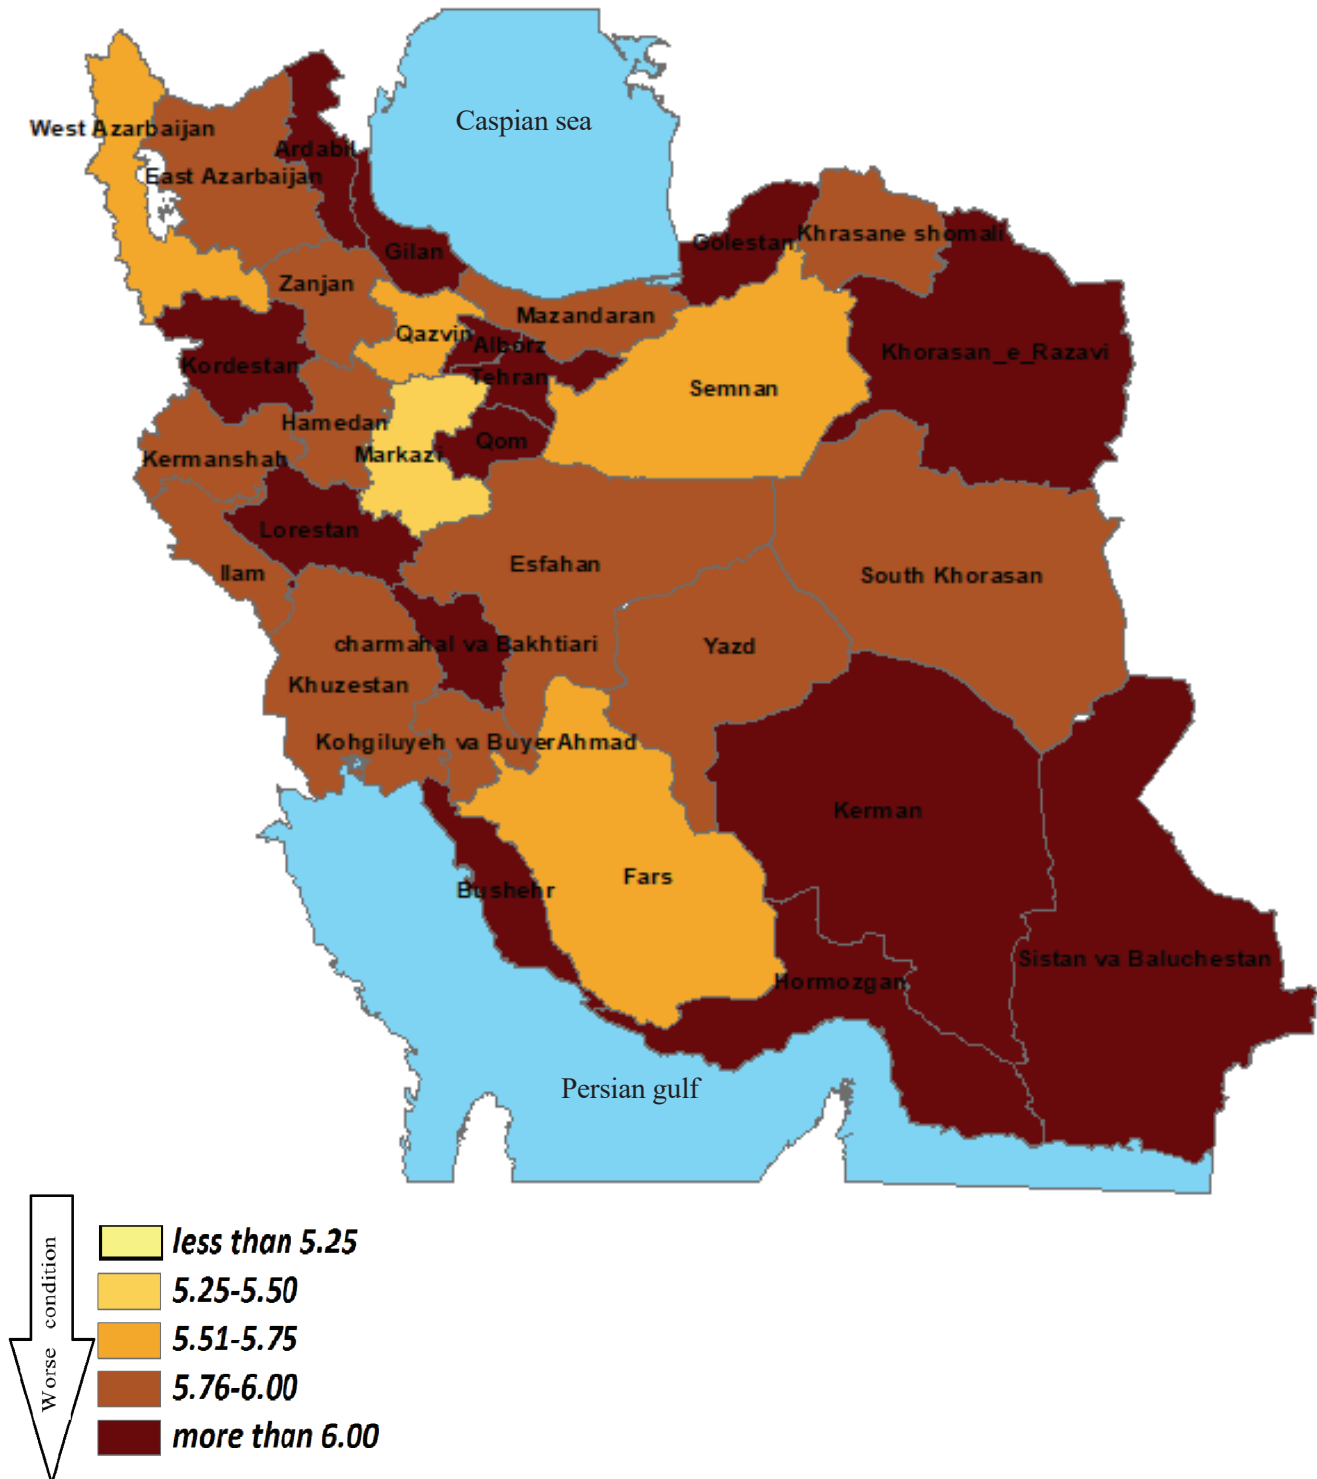 Caspian sea
West Azarbaijan
Ardabil
East Azarbaijan
Golestan
Khrasane shomali
Gilan
Zanjan
Mazandaran
Qazvin
Alborz
Khorasan_e_Razavi
Kordestan
Tehran
Semnan
Hamedan
Qom
Markazi
Kermanshah
Lorestan
Esfahan
Ilam
South Khorasan
charmahal va Bakhtiari
Yazd
Khuzestan
Kohgiluyeh va BuyerAhmad
Kerman
Fars
Bushehr
Sistan va Baluchestan
Hormozgan
Persian gulf
Worse condition
less than 5.25
5.25-5.50
5.51-5.75
5.76-6.00
more than 6.00